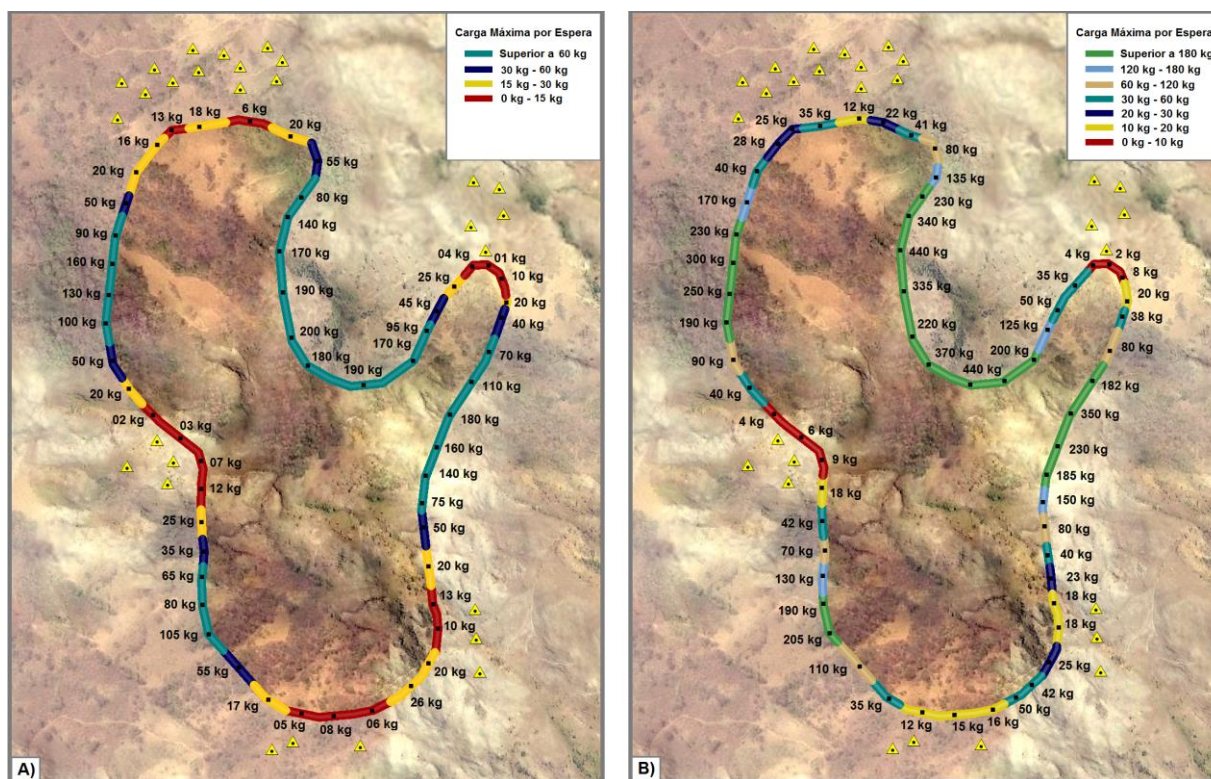 Carga Máxima por Espera
Superior a 60 kg
30 kg - 60 kg
15 kg - 30 kg
0 kg - 15 kg
6 kg
18 kg
13 kg
20 kg
16 kg
55 kg
20 kg
80 kg
50 kg
140 kg
90 kg
170 kg
04 kg
01 kg
160 kg
25 kg
10 kg
130 kg
190 kg
45 kg
20 kg
100 kg
40 kg
200 kg
95 kg
170 kg
50 kg
180 kg
70 kg
190 kg
20 kg
110 kg
02 kg
180 kg
03 kg
160 kg
07 kg
140 kg
12 kg
75 kg
25 kg
50 kg
35 kg
20 kg
65 kg
13 kg
80 kg
10 kg
105 kg
20 kg
55 kg
26 kg
17 kg
05 kg
08 kg
06 kg
A)
Carga Máxima por Espera
Superior a 180 kg
120 kg - 180 kg
60 kg - 120 kg
30 kg - 60 kg
20 kg - 30 kg
10 kg - 20 kg
0 kg - 10 kg
12 kg
35 kg
22 kg
25 kg
41 kg
28 kg
80 kg
40 kg
135 kg
170 kg
230 kg
340 kg
230 kg
440 kg
4 kg
2 kg
300 kg
35 kg
8 kg
250 kg
335 kg
50 kg
20 kg
190 kg
38 kg
220 kg
125 kg
80 kg
90 kg
370 kg
200 kg
440 kg
182 kg
40 kg
4 kg
350 kg
6 kg
230 kg
9 kg
185 kg
18 kg
150 kg
42 kg
80 kg
70 kg
40 kg
130 kg
23 kg
18 kg
190 kg
18 kg
205 kg
25 kg
110 kg
42 kg
35 kg
50 kg
12 kg
15 kg
16 kg
B)